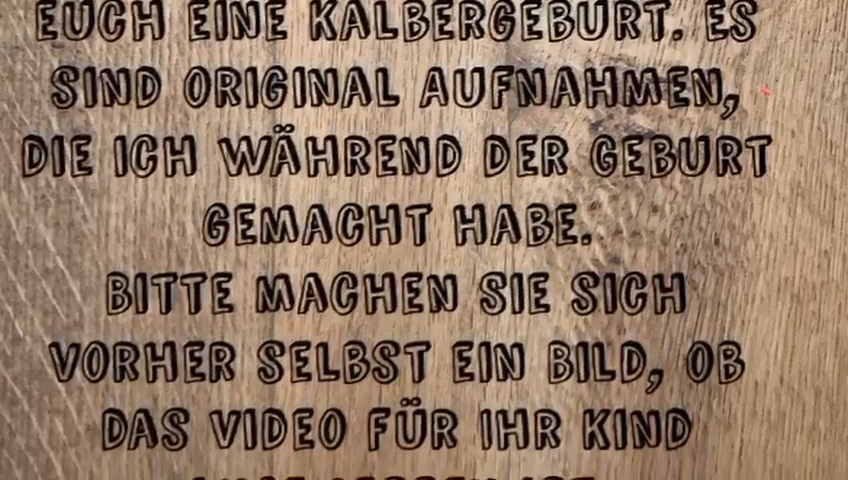 EUCH EINE KALBERGEBURT. ES
SIND ORIGINAL AUFNAHMEN,
DIE ICH WÄHREND DER GEBURT
GEMACHT HABE.
BITTE MACHEN SIE SICH
VORHER SELBST EIN BILD, OB
DAS VIDEO FÜR IHR KIND